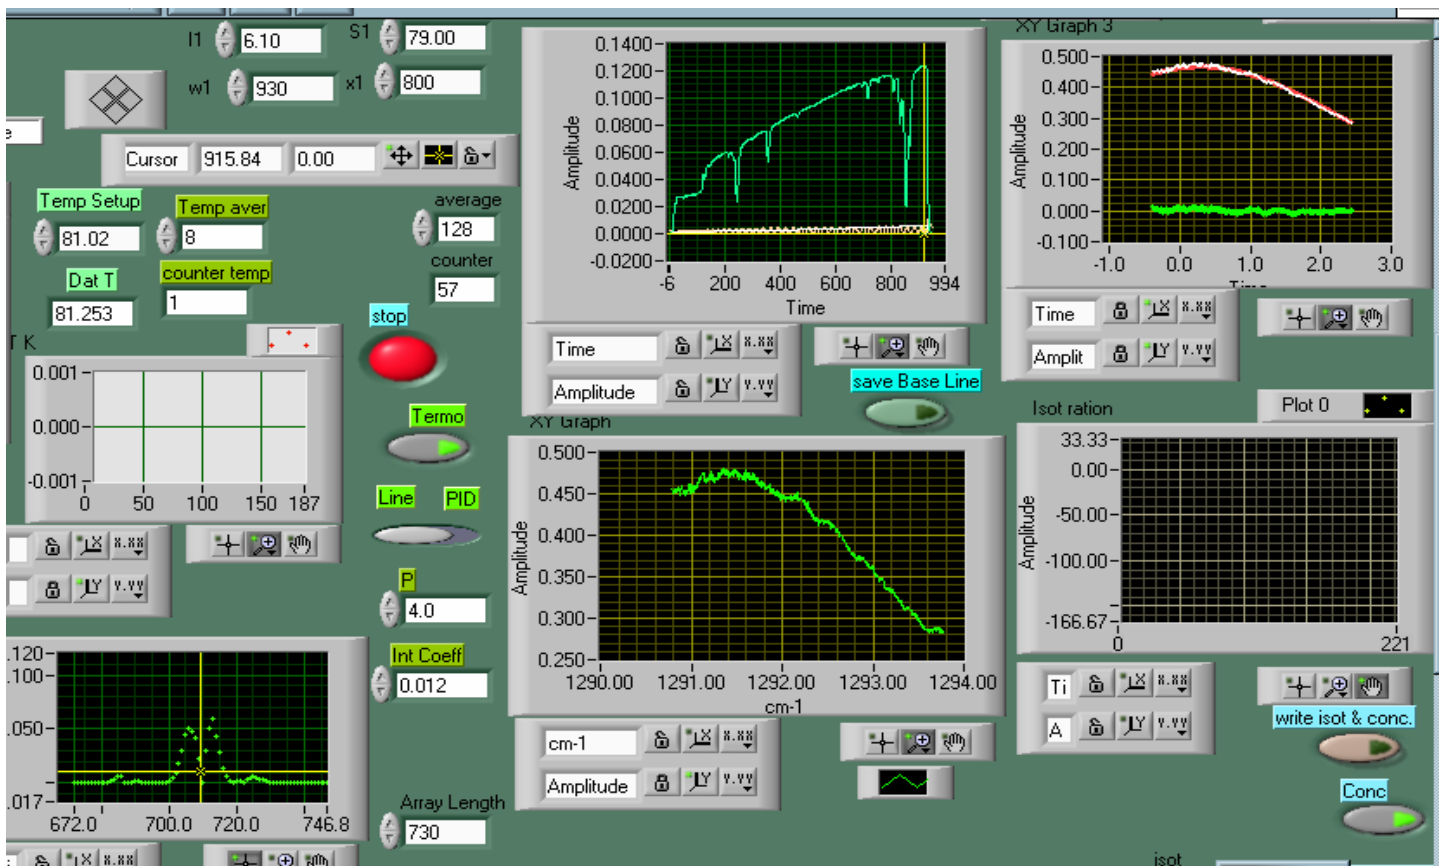 I1 6.10 S1 79.00
w1 930 x1 800
Cursor 915.84 0.00
Temp Setup
81.02
Temp aver
8
average
128
Dat T
81.253
counter temp
1
counter
57
stop
T K
0.001
0.000
-0.001
0 50 100 150 187
Termo
Line PID
P
4.0
Int Coeff
0.012
Array Length
730
.120
.100
.050
.017
672.0 700.0 720.0 746.8
0.1400
0.1200
0.1000
0.0800
0.0600
0.0400
0.0200
0.0000
-0.0200
Amplitude
-6 200 400 600 800 994
Time
Time X.XX
Amplitude Y.YY
save Base Line
XY Graph
0.500
0.450
0.400
0.350
0.300
0.250
Amplitude
1290.00 1291.00 1292.00 1293.00 1294.00
cm-1
cm-1 X.XX
Amplitude Y.YY
XY Graph 3
0.500
0.400
0.300
0.200
0.100
0.000
-0.100
Amplitude
-1.0 0.0 1.0 2.0 3.0
Time
Time X.XX
Amplit Y.YY
Isot ration
Plot 0
33.33
0.00
-50.00
-100.00
-166.67
Amplitude
0 221
Ti X.XX
A Y.YY
write isot & conc.
Conc
isot